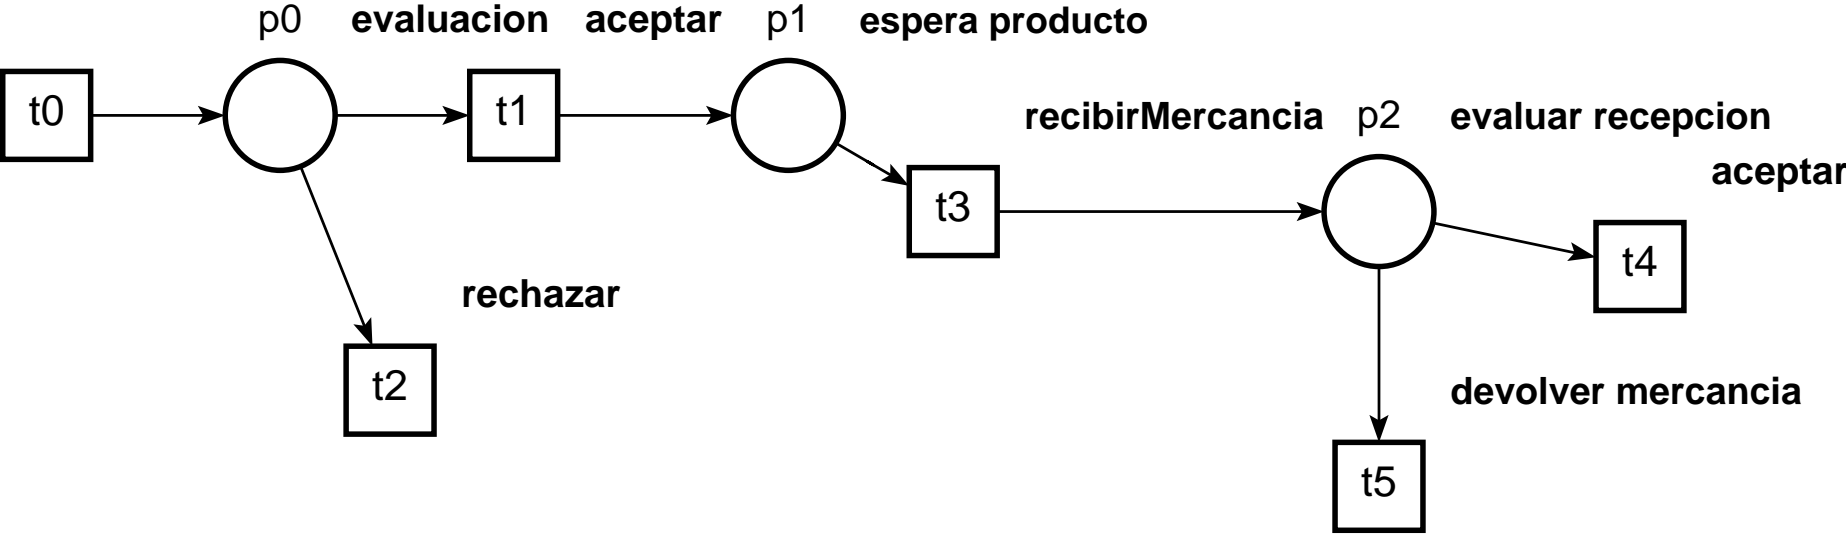 p0 evaluacion aceptar p1 espera producto
t0 t1
recibirMercancia p2 evaluar recepcion
aceptar
t3
t4
rechazar
t2
devolver mercancia
t5